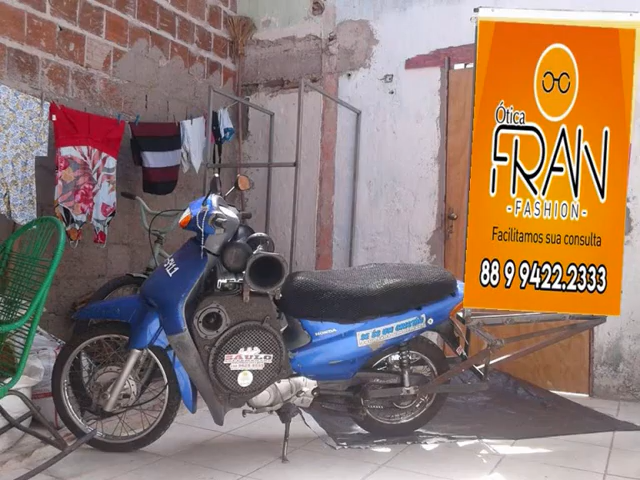 Ótica
FRAN
- FASHION -
Facilitamos sua consulta
88 9 9422.2333
HONDA
SAULO